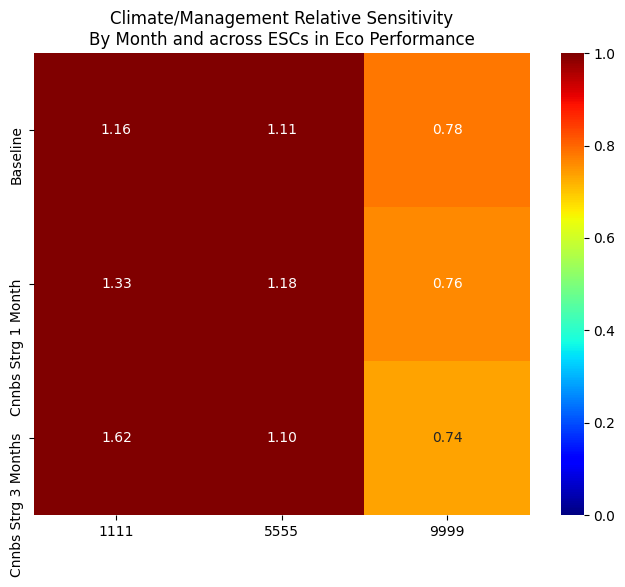 Climate/Management Relative Sensitivity
By Month and across ESCs in Eco Performance
Baseline
1.16 1.11 0.78
Cnnbs Strg 1 Month
1.33 1.18 0.76
Cnnbs Strg 3 Months
1.62 1.10 0.74
1111 5555 9999
1.0
0.8
0.6
0.4
0.2
0.0